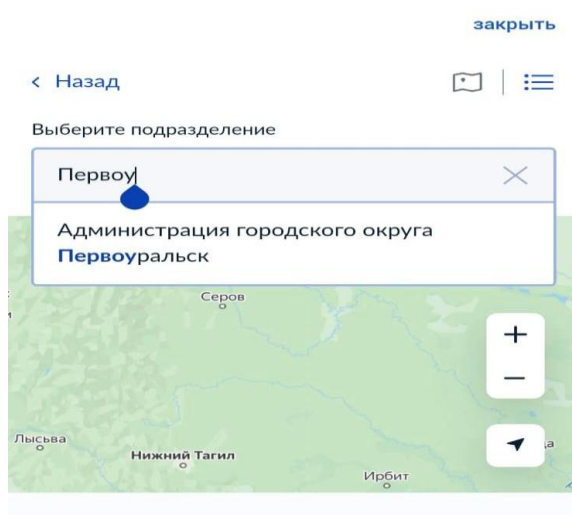 закрыть
Назад
Выберите подразделение
Первоу
Администрация городского округа
Первоуральск
Серов
Лысьва
Нижний Тагил
Ирбит